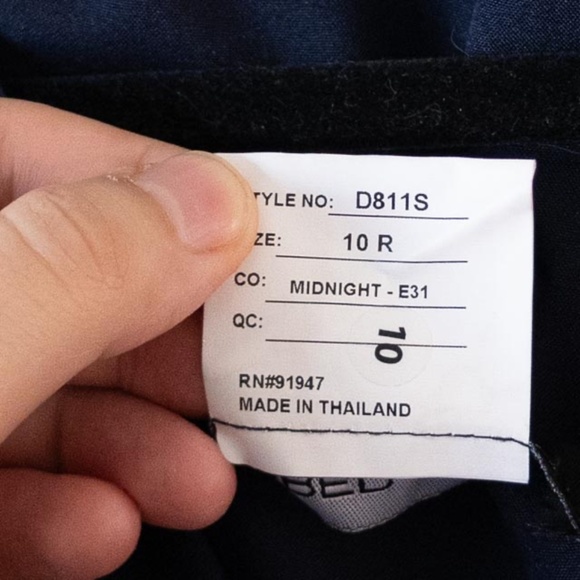 TYLE NO: D811S
ZE: 10 R
CO: MIDNIGHT - E31
QC: 10
RN#91947
MADE IN THAILAND